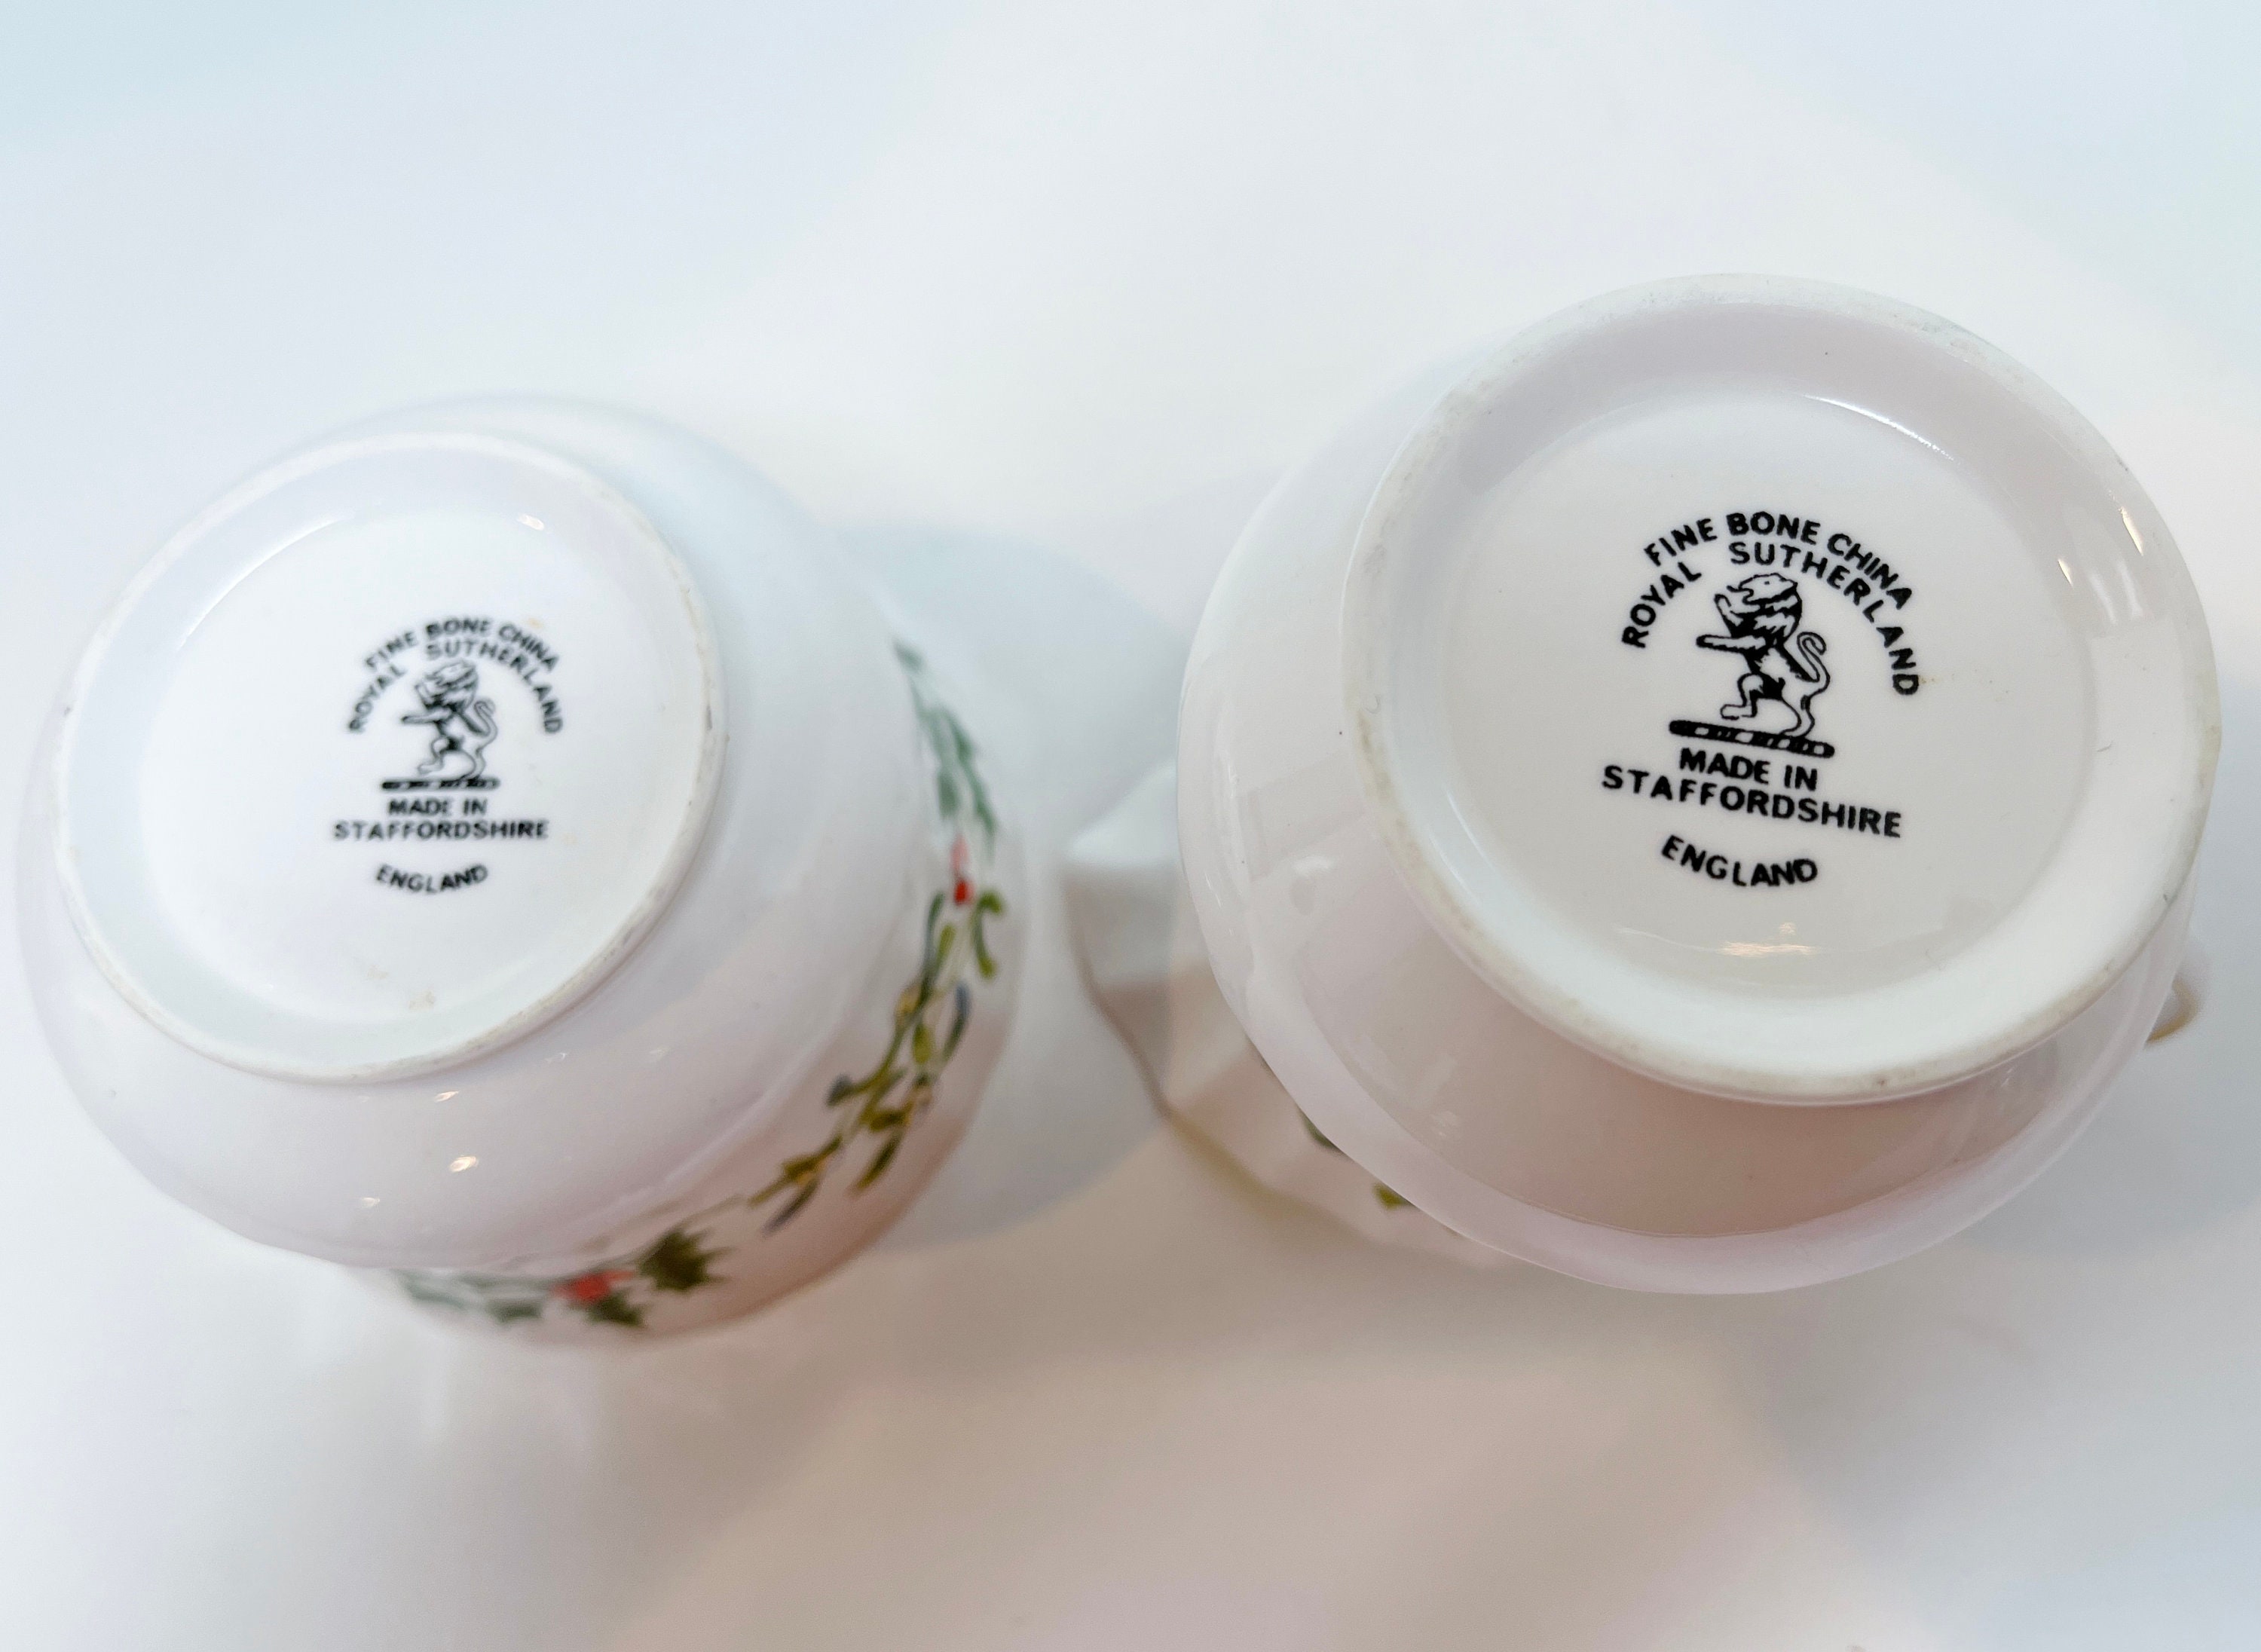 FINE BONE CHINA
ROYAL SUTHERLAND
MADE IN
STAFFORDSHIRE
ENGLAND
FINE BONE CHINA
ROYAL SUTHERLAND
MADE IN
STAFFORDSHIRE
ENGLAND